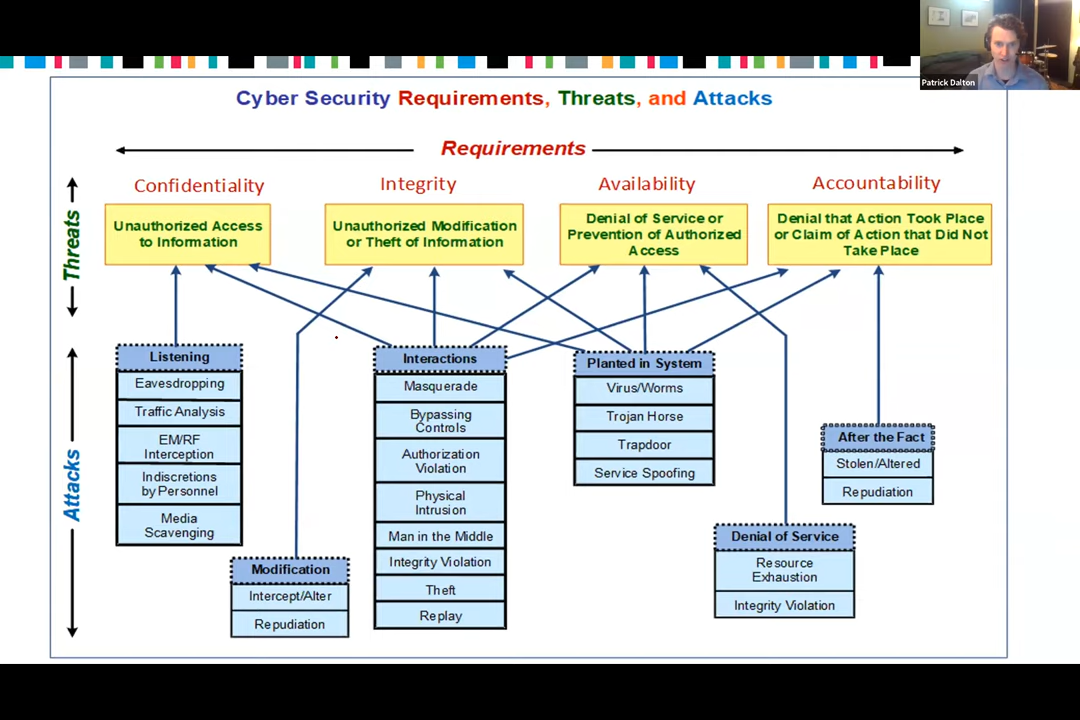 Patrick Dalton
Cyber Security Requirements, Threats, and Attacks
Requirements
Confidentiality
Integrity
Availability
Accountability
Threats
Unauthorized Access
to Information
Unauthorized Modification
or Theft of Information
Denial of Service or
Prevention of Authorized
Access
Denial that Action Took Place
or Claim of Action that Did Not
Take Place
Attacks
Listening
Eavesdropping
Traffic Analysis
EM/RF
Interception
Indiscretions
by Personnel
Media
Scavenging
Modification
Intercept/Alter
Repudiation
Interactions
Masquerade
Bypassing
Controls
Authorization
Violation
Physical
Intrusion
Man in the Middle
Integrity Violation
Theft
Replay
Planted in System
Virus/Worms
Trojan Horse
Trapdoor
Service Spoofing
Denial of Service
Resource
Exhaustion
Integrity Violation
After the Fact
Stolen/Altered
Repudiation